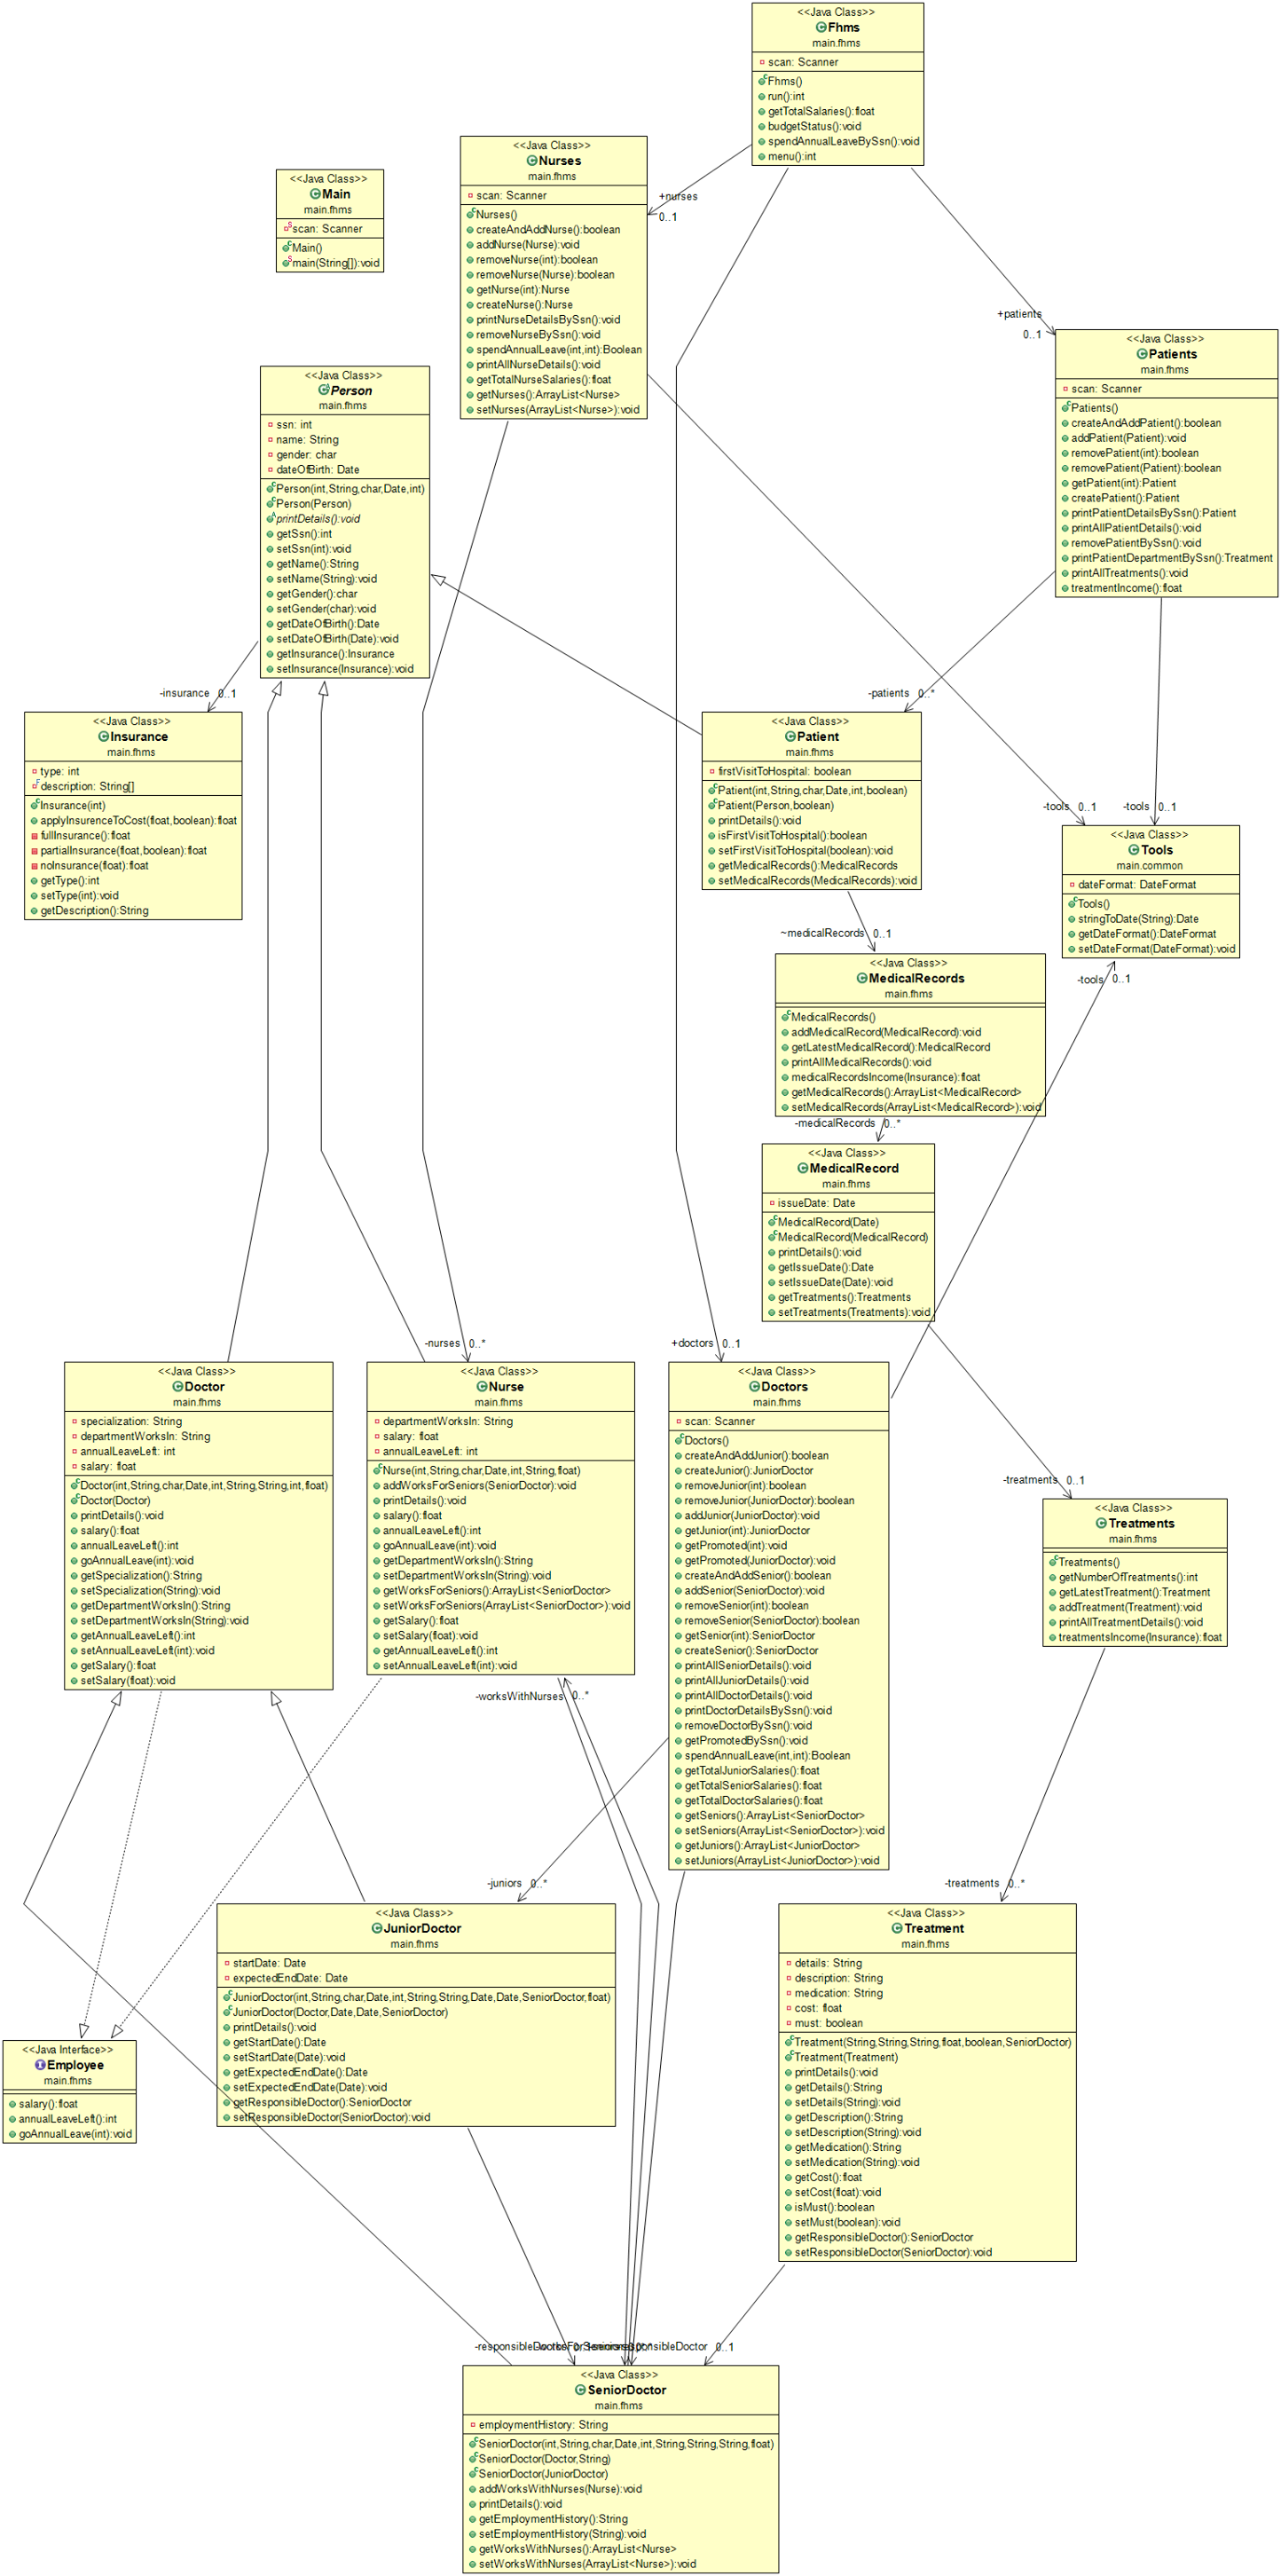 <<Java Class>>
Fhms
main.fhms
scan: Scanner
Fhms()
run():int
getTotalSalaries():float
budgetStatus():void
spendAnnualLeaveBySsn():void
menu():int
<<Java Class>>
Nurses
main.fhms
scan: Scanner
Nurses()
createAndAddNurse():boolean
addNurse(Nurse):void
removeNurse(int):boolean
removeNurse(Nurse):boolean
getNurse(int):Nurse
createNurse():Nurse
printNurseDetailsBySsn():void
removeNurseBySsn():void
spendAnnualLeave(int,int):Boolean
printAllNurseDetails():void
getTotalNurseSalaries():float
getNurses():ArrayList<Nurse>
setNurses(ArrayList<Nurse>):void
+nurses
0..1
<<Java Class>>
Main
main.fhms
scan: Scanner
Main()
main(String[]):void
+patients
0..1
<<Java Class>>
Patients
main.fhms
scan: Scanner
Patients()
createAndAddPatient():boolean
addPatient(Patient):void
removePatient(int):boolean
removePatient(Patient):boolean
getPatient(int):Patient
createPatient():Patient
printPatientDetailsBySsn():Patient
printAllPatientDetails():void
removePatientBySsn():void
printPatientDepartmentBySsn():Treatment
printAllTreatments():void
treatmentIncome():float
<<Java Class>>
Person
main.fhms
ssn: int
name: String
gender: char
dateOfBirth: Date
Person(int,String,char,Date,int)
Person(Person)
printDetails():void
getSsn():int
setSsn(int):void
getName():String
setName(String):void
getGender():char
setGender(char):void
getDateOfBirth():Date
setDateOfBirth(Date):void
getInsurance():Insurance
setInsurance(Insurance):void
-insurance 0..1
-patients 0..*
<<Java Class>>
Insurance
main.fhms
type: int
description: String[]
Insurance(int)
applyInsurenceToCost(float,boolean):float
fullInsurance():float
partialInsurance(float,boolean):float
noInsurance(float):float
getType():int
setType(int):void
getDescription():String
<<Java Class>>
Patient
main.fhms
firstVisitToHospital: boolean
Patient(int,String,char,Date,int,boolean)
Patient(Person,boolean)
printDetails():void
isFirstVisitToHospital():boolean
setFirstVisitToHospital(boolean):void
getMedicalRecords():MedicalRecords
setMedicalRecords(MedicalRecords):void
-tools 0..1
-tools 0..1
<<Java Class>>
Tools
main.common
dateFormat: DateFormat
Tools()
stringToDate(String):Date
getDateFormat():DateFormat
setDateFormat(DateFormat):void
-tools 0..1
~medicalRecords 0..1
<<Java Class>>
MedicalRecords
main.fhms
MedicalRecords()
addMedicalRecord(MedicalRecord):void
getLatestMedicalRecord():MedicalRecord
printAllMedicalRecords():void
medicalRecordsIncome(Insurance):float
getMedicalRecords():ArrayList<MedicalRecord>
setMedicalRecords(ArrayList<MedicalRecord>):void
-medicalRecords 0..*
<<Java Class>>
MedicalRecord
main.fhms
issueDate: Date
MedicalRecord(Date)
MedicalRecord(MedicalRecord)
printDetails():void
getIssueDate():Date
setIssueDate(Date):void
getTreatments():Treatments
setTreatments(Treatments):void
-nurses 0..*
+doctors 0..1
<<Java Class>>
Doctor
main.fhms
specialization: String
departmentWorksIn: String
annualLeaveLeft: int
salary: float
Doctor(int,String,char,Date,int,String,String,int,float)
Doctor(Doctor)
printDetails():void
salary():float
annualLeaveLeft():int
goAnnualLeave(int):void
getSpecialization():String
setSpecialization(String):void
getDepartmentWorksIn():String
setDepartmentWorksIn(String):void
getAnnualLeaveLeft():int
setAnnualLeaveLeft(int):void
getSalary():float
setSalary(float):void
<<Java Class>>
Nurse
main.fhms
departmentWorksIn: String
salary: float
annualLeaveLeft: int
Nurse(int,String,char,Date,int,String,float)
addWorksForSeniors(SeniorDoctor):void
printDetails():void
salary():float
annualLeaveLeft():int
goAnnualLeave(int):void
getDepartmentWorksIn():String
setDepartmentWorksIn(String):void
getWorksForSeniors():ArrayList<SeniorDoctor>
setWorksForSeniors(ArrayList<SeniorDoctor>):void
getSalary():float
setSalary(float):void
getAnnualLeaveLeft():int
setAnnualLeaveLeft(int):void
-worksWithNurses 0..*
<<Java Class>>
Doctors
main.fhms
scan: Scanner
Doctors()
createAndAddJunior():boolean
createJunior():JuniorDoctor
removeJunior(int):boolean
removeJunior(JuniorDoctor):boolean
addJunior(JuniorDoctor):void
getJunior(int):JuniorDoctor
getPromoted(int):void
getPromoted(JuniorDoctor):void
createAndAddSenior():boolean
addSenior(SeniorDoctor):void
removeSenior(int):boolean
removeSenior(SeniorDoctor):boolean
getSenior(int):SeniorDoctor
createSenior():SeniorDoctor
printAllSeniorDetails():void
printAllJuniorDetails():void
printAllDoctorDetails():void
printDoctorDetailsBySsn():void
removeDoctorBySsn():void
getPromotedBySsn():void
spendAnnualLeave(int,int):Boolean
getTotalJuniorSalaries():float
getTotalSeniorSalaries():float
getTotalDoctorSalaries():float
getSeniors():ArrayList<SeniorDoctor>
setSeniors(ArrayList<SeniorDoctor>):void
getJuniors():ArrayList<JuniorDoctor>
setJuniors(ArrayList<JuniorDoctor>):void
-treatments 0..1
<<Java Class>>
Treatments
main.fhms
Treatments()
getNumberOfTreatments():int
getLatestTreatment():Treatment
addTreatment(Treatment):void
printAllTreatmentDetails():void
treatmentsIncome(Insurance):float
-juniors 0..*
-treatments 0..*
<<Java Class>>
JuniorDoctor
main.fhms
startDate: Date
expectedEndDate: Date
JuniorDoctor(int,String,char,Date,int,String,String,Date,Date,SeniorDoctor,float)
JuniorDoctor(Doctor,Date,Date,SeniorDoctor)
printDetails():void
getStartDate():Date
setStartDate(Date):void
getExpectedEndDate():Date
setExpectedEndDate(Date):void
getResponsibleDoctor():SeniorDoctor
setResponsibleDoctor(SeniorDoctor):void
<<Java Class>>
Treatment
main.fhms
details: String
description: String
medication: String
cost: float
must: boolean
Treatment(String,String,String,float,boolean,SeniorDoctor)
Treatment(Treatment)
printDetails():void
getDetails():String
setDetails(String):void
getDescription():String
setDescription(String):void
getMedication():String
setMedication(String):void
getCost():float
setCost(float):void
isMust():boolean
setMust(boolean):void
getResponsibleDoctor():SeniorDoctor
setResponsibleDoctor(SeniorDoctor):void
<<Java Interface>>
Employee
main.fhms
salary():float
annualLeaveLeft():int
goAnnualLeave(int):void
0..1
<<Java Class>>
SeniorDoctor
main.fhms
employmentHistory: String
SeniorDoctor(int,String,char,Date,int,String,String,String,float)
SeniorDoctor(Doctor,String)
SeniorDoctor(JuniorDoctor)
addWorksWithNurses(Nurse):void
printDetails():void
getEmploymentHistory():String
setEmploymentHistory(String):void
getWorksWithNurses():ArrayList<Nurse>
setWorksWithNurses(ArrayList<Nurse>):void